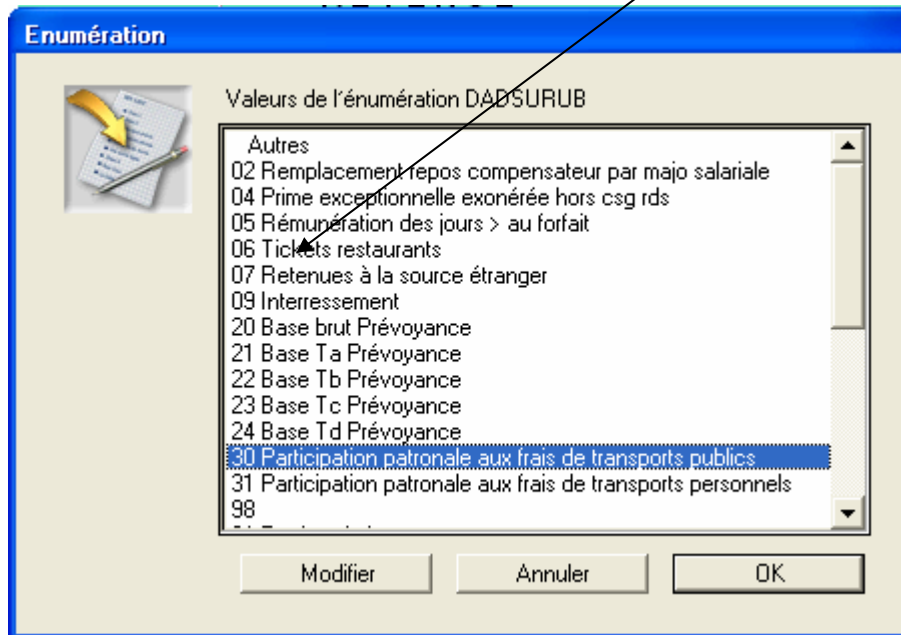 Enumération
Valeurs de l'énumération DADSURUB
Autres
02 Remplacement repos compensateur par majo salariale
04 Prime exceptionnelle exonérée hors csg rds
05 Rémunération des jours > au forfait
06 Tickets restaurants
07 Retenues à la source étranger
09 Interressement
20 Base brut Prévoyance
21 Base Ta Prévoyance
22 Base Tb Prévoyance
23 Base Tc Prévoyance
24 Base Td Prévoyance
30 Participation patronale aux frais de transports publics
31 Participation patronale aux frais de transports personnels
98
Modifier Annuler OK